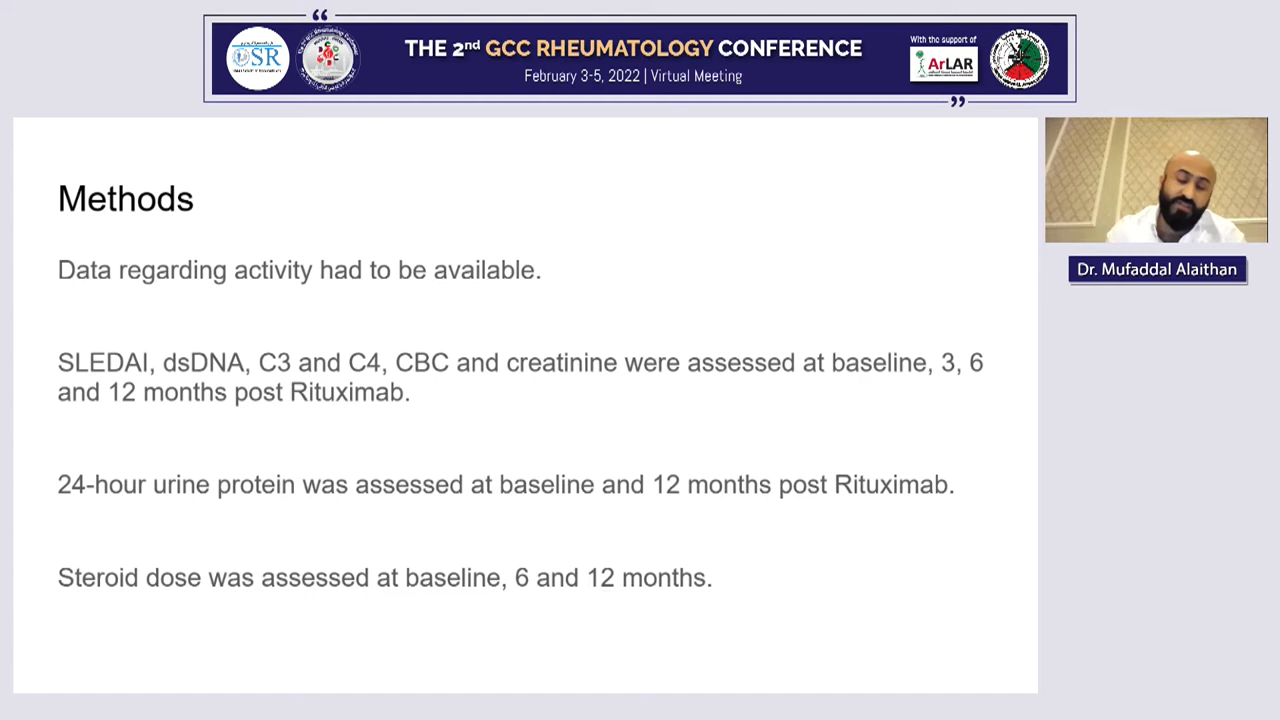 “
THE 2nd GCC RHEUMATOLOGY CONFERENCE
February 3-5, 2022 | Virtual Meeting
With the support of
OSR
ArLAR
”
Methods
Data regarding activity had to be available.
SLEDAI, dsDNA, C3 and C4, CBC and creatinine were assessed at baseline, 3, 6
and 12 months post Rituximab.
24-hour urine protein was assessed at baseline and 12 months post Rituximab.
Steroid dose was assessed at baseline, 6 and 12 months.
Dr. Mufaddal Alaithan